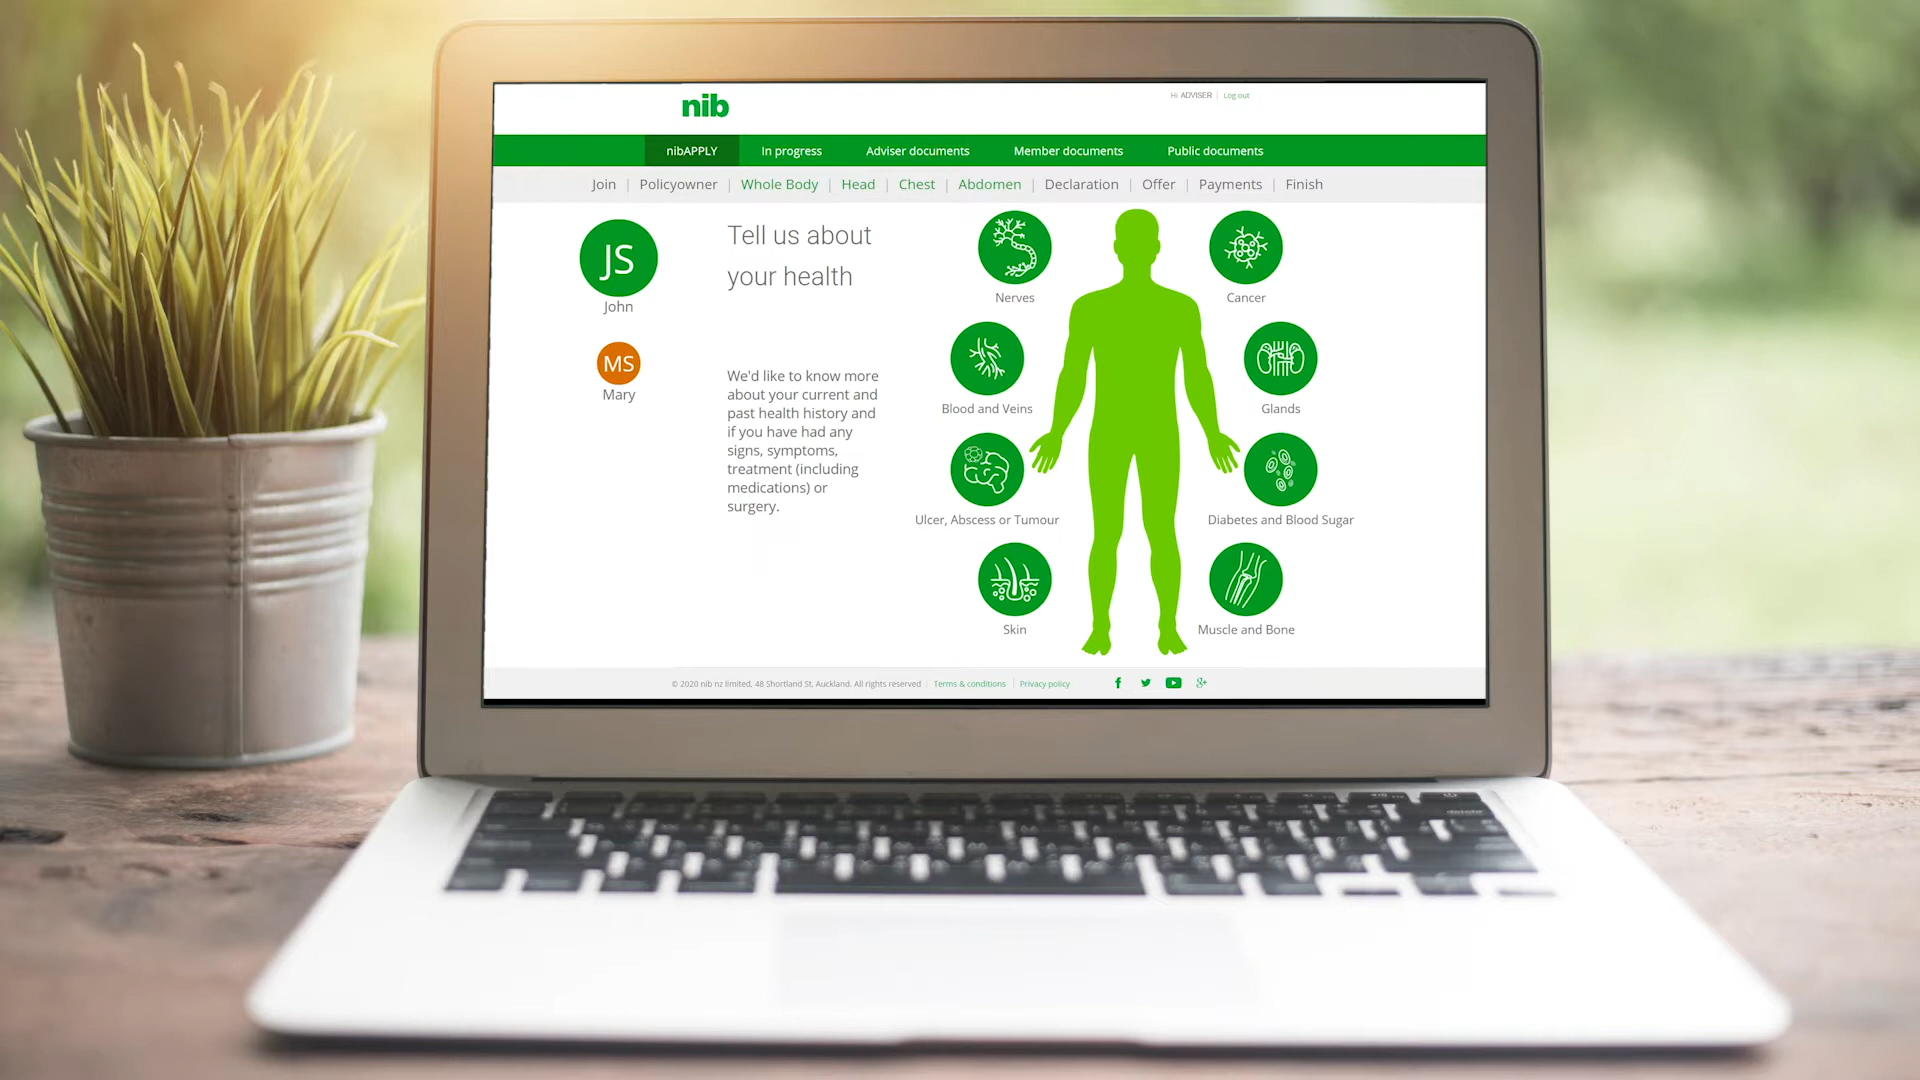 nib
Hi ADVISER | Log out
nibAPPLY In progress Adviser documents Member documents Public documents
Join | Policyowner | Whole Body | Head | Chest | Abdomen | Declaration | Offer | Payments | Finish
JS
John
MS
Mary
Tell us about
your health
We'd like to know more
about your current and
past health history and
if you have had any
signs, symptoms,
treatment (including
medications) or
surgery.
Nerves
Cancer
Blood and Veins
Glands
Ulcer, Abscess or Tumour
Diabetes and Blood Sugar
Skin
Muscle and Bone
© 2020 nib nz limited, 48 Shortland St, Auckland. All rights reserved | Terms & conditions | Privacy policy
delete